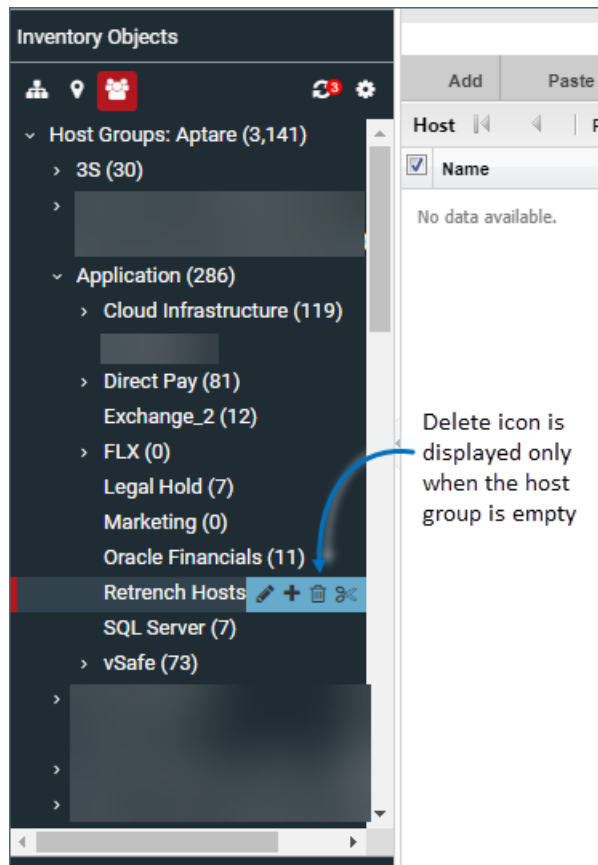 Inventory Objects
3
Host Groups: Aptare (3,141)
3S (30)
Application (286)
Cloud Infrastructure (119)
Direct Pay (81)
Exchange_2 (12)
FLX (0)
Legal Hold (7)
Marketing (0)
Oracle Financials (11)
Retrench Hosts
SQL Server (7)
vSafe (73)
Add Paste
Host
Name
No data available.
Delete icon is
displayed only
when the host
group is empty